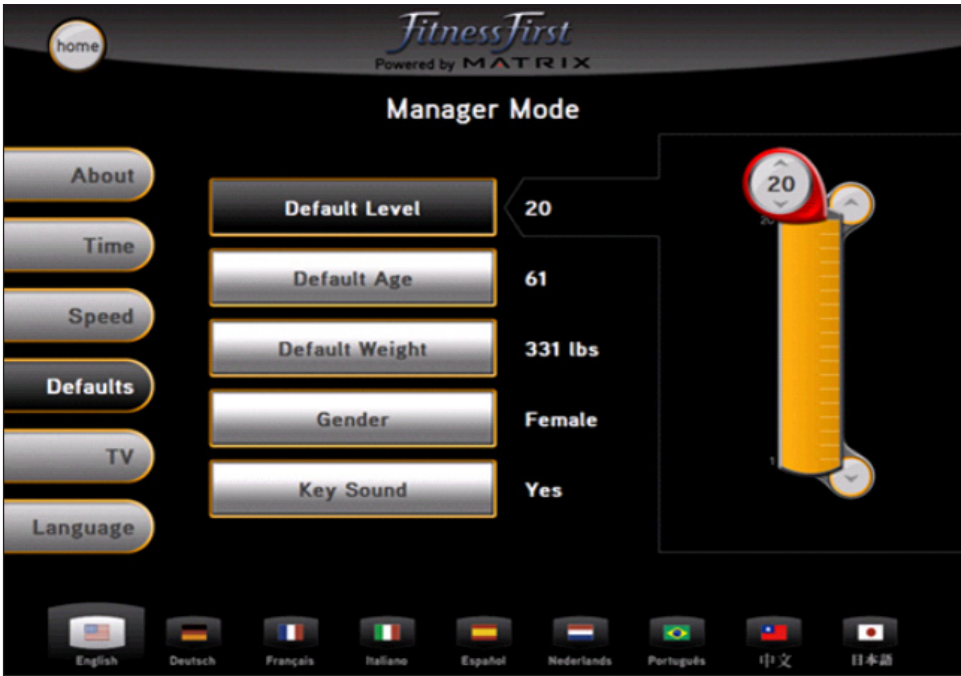 home
FitnessFirst
Powered by MATRIX
Manager Mode
About
Time
Speed
Defaults
TV
Language
Default Level 20
Default Age 61
Default Weight 331 lbs
Gender Female
Key Sound Yes
20
20
1
English Deutsch Français Italiano Español Nederlands Português 中文 日本語